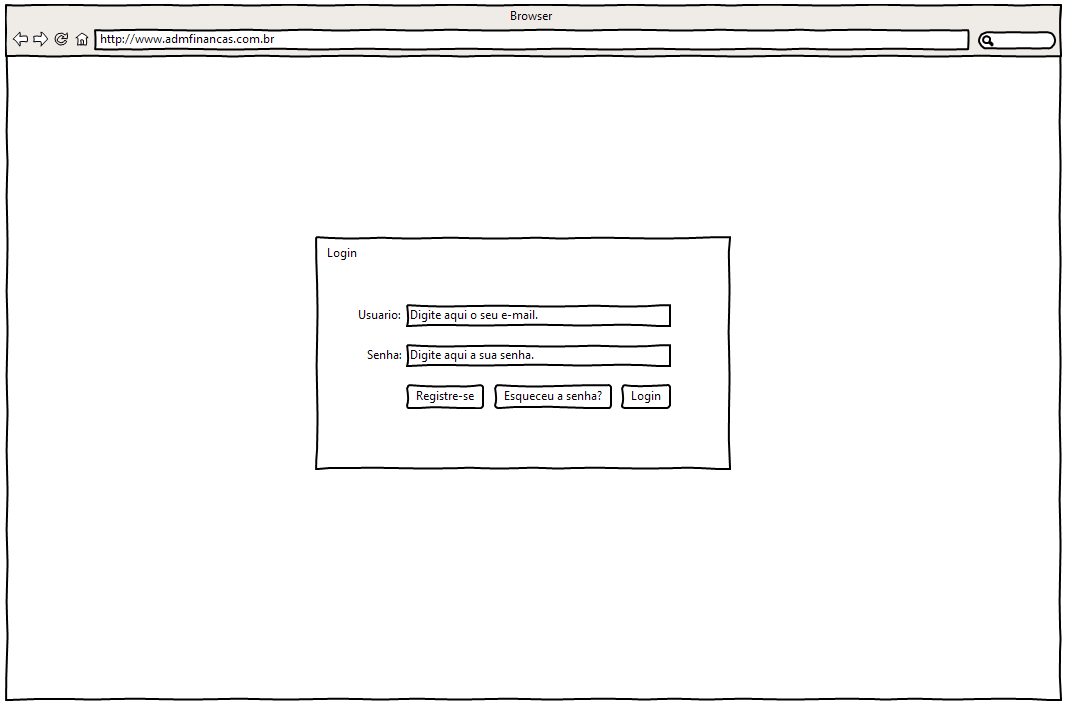 Browser
http://www.admfinancas.com.br
Login
Usuario: Digite aqui o seu e-mail.
Senha: Digite aqui a sua senha.
Registre-se Esqueceu a senha? Login